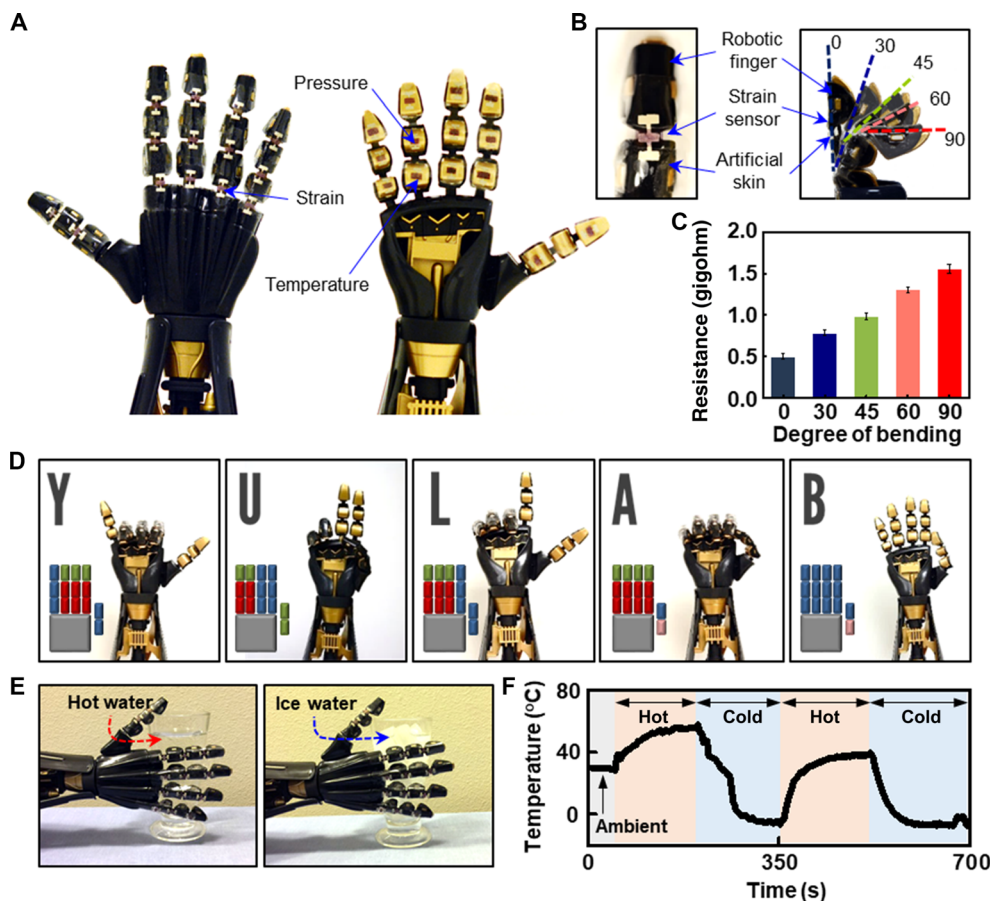 A
Pressure
Strain
Temperature
B
Robotic
finger
Strain
sensor
Artificial
skin
0
30
45
60
90
C
Resistance (gigohm)
2.0
1.5
1.0
0.5
0.0
0 30 45 60 90
Degree of bending
D
Y
U
L
A
B
E
Hot water
Ice water
F
Temperature (°C)
80
40
0
Hot
Cold
Hot
Cold
Ambient
0 350 700
Time (s)